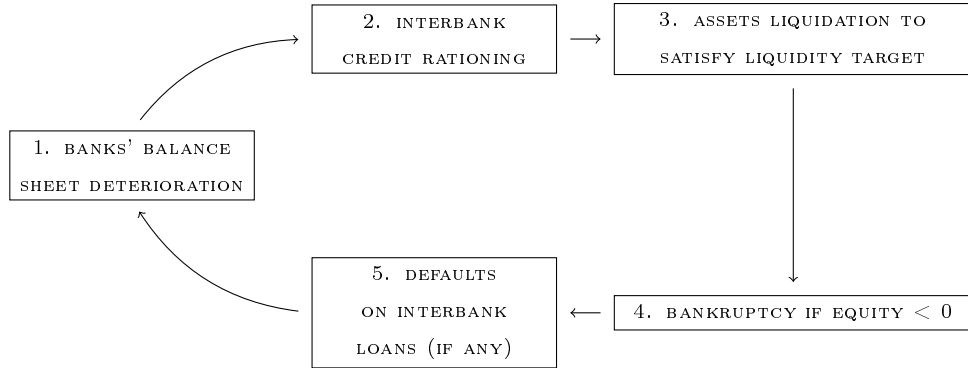 1. BANKS' BALANCE
SHEET DETERIORATION
2. INTERBANK
CREDIT RATIONING
3. ASSETS LIQUIDATION TO
SATISFY LIQUIDITY TARGET
4. BANKRUPTCY IF EQUITY < 0
5. DEFAULTS
ON INTERBANK
LOANS (IF ANY)